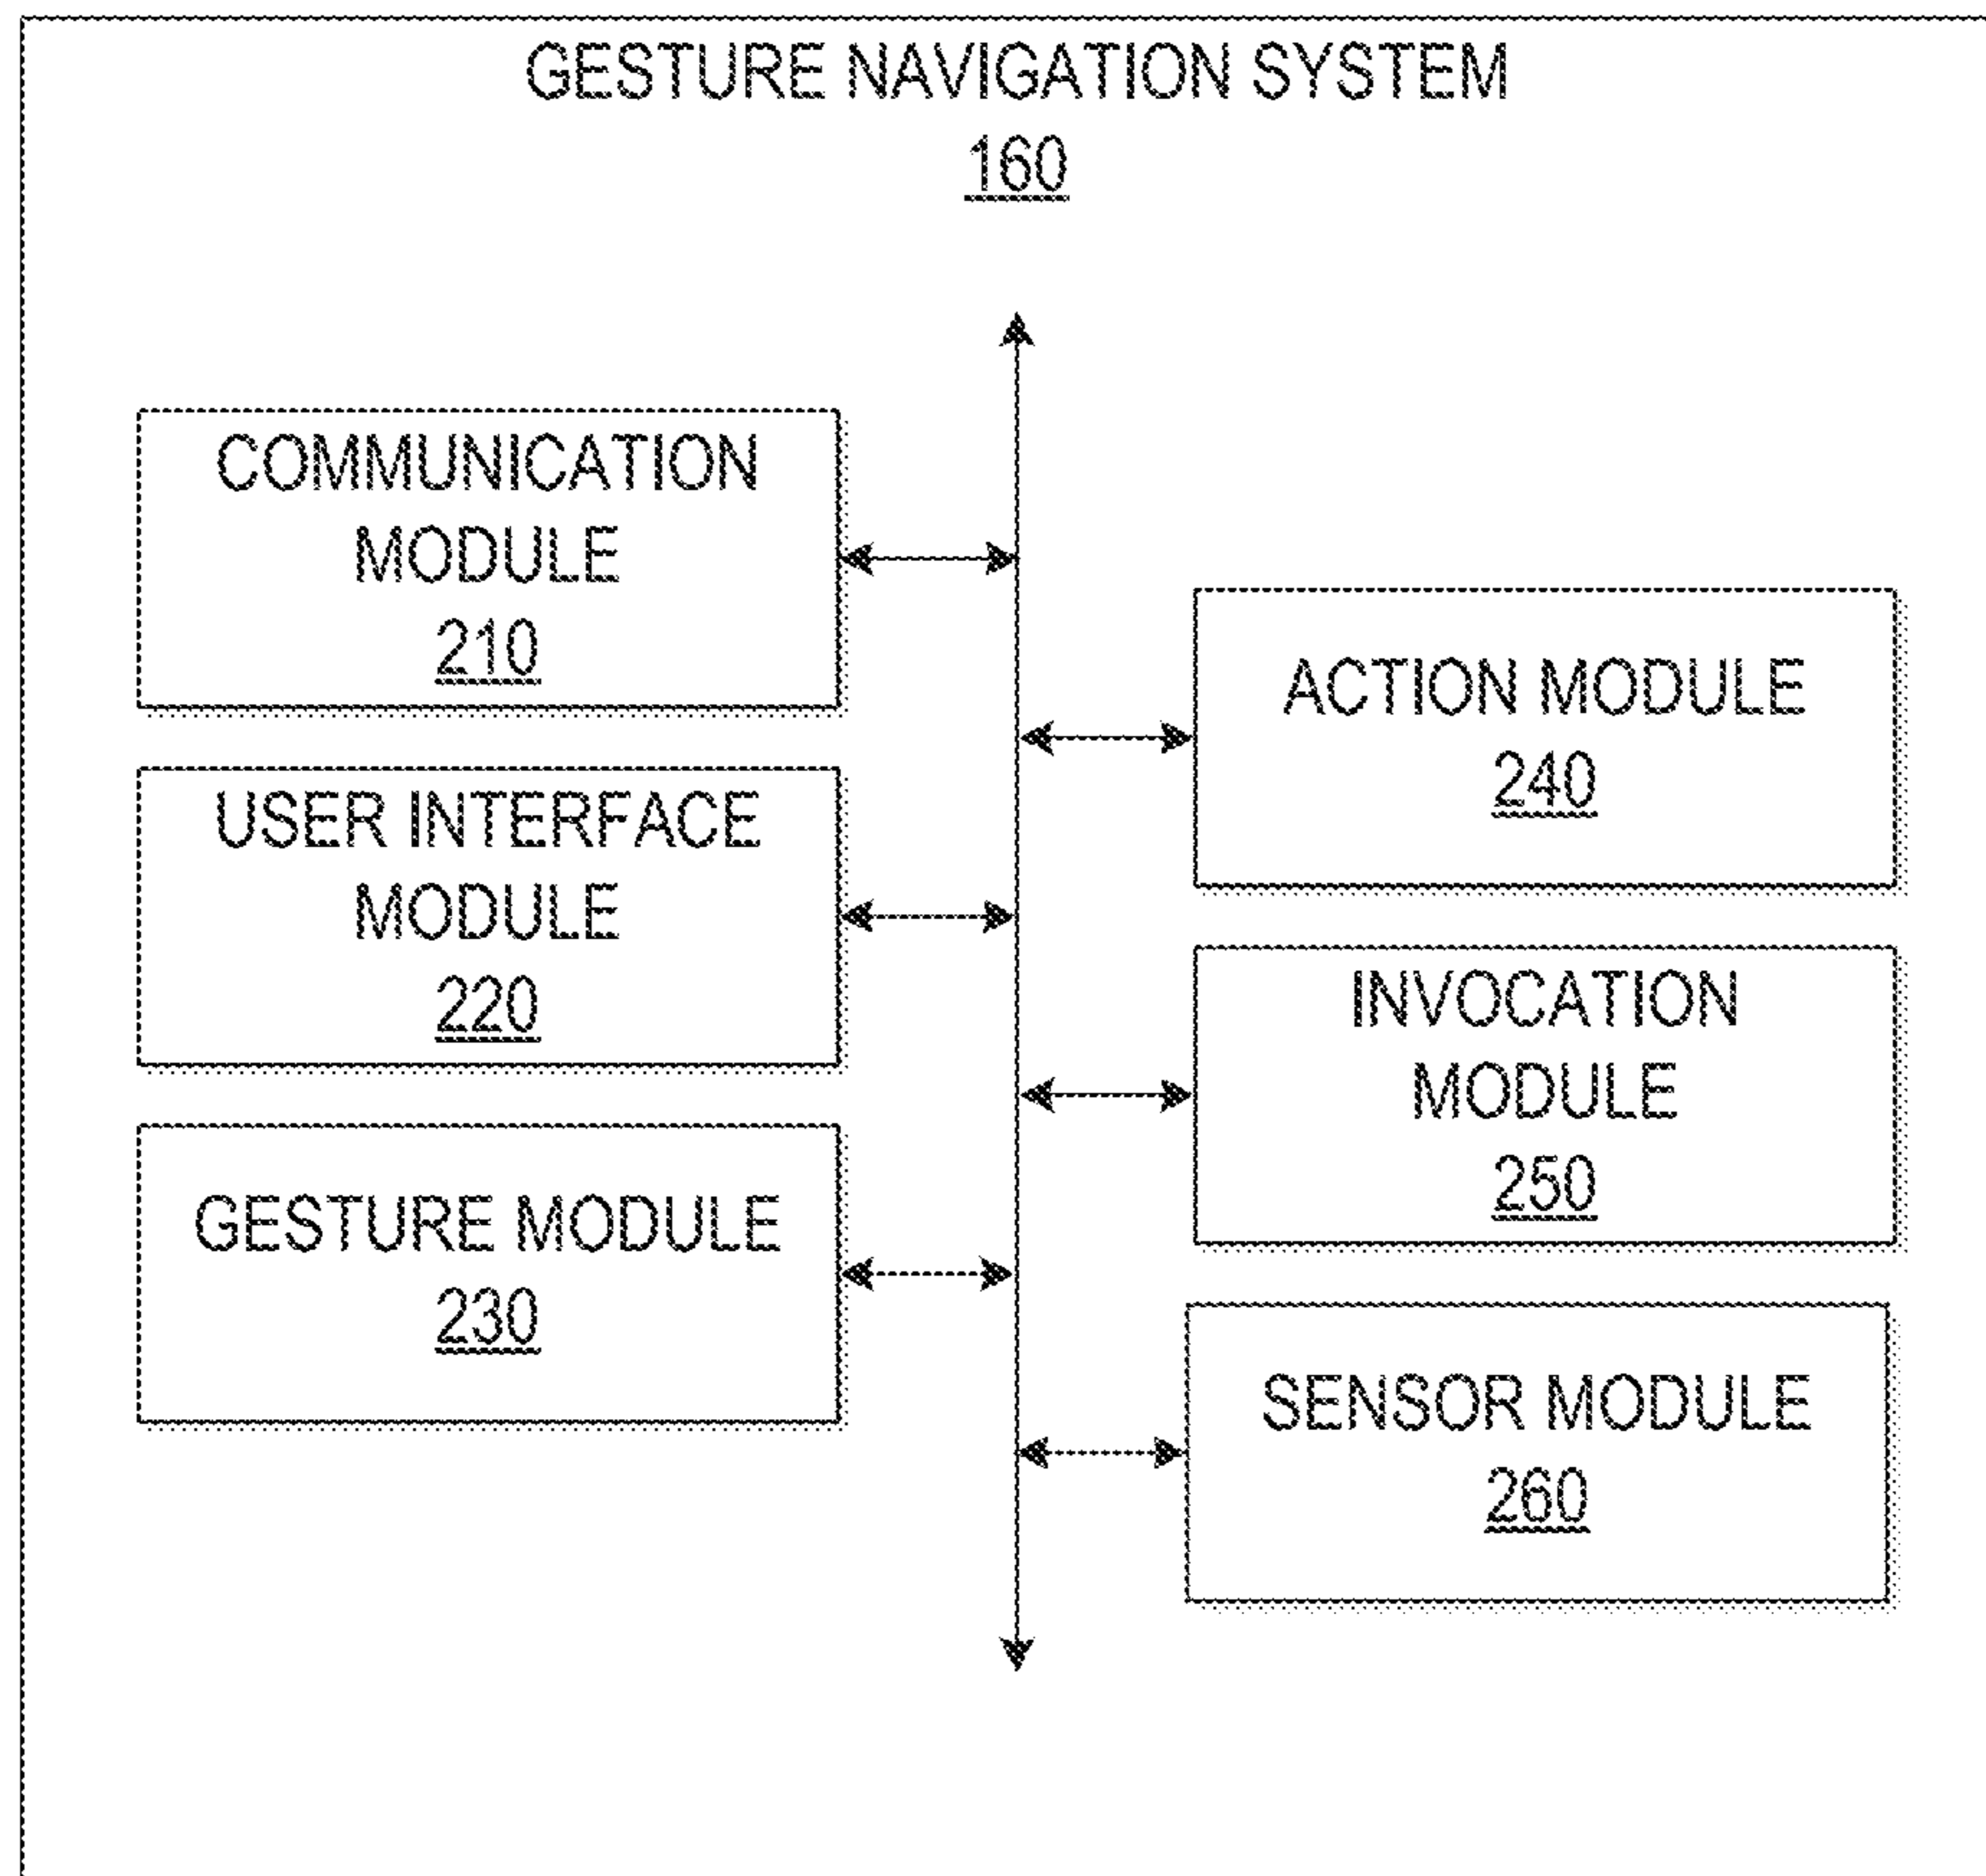 GESTURE NAVIGATION SYSTEM
160
COMMUNICATION
MODULE
210
USER INTERFACE
MODULE
220
GESTURE MODULE
230
ACTION MODULE
240
INVOCATION
MODULE
250
SENSOR MODULE
260